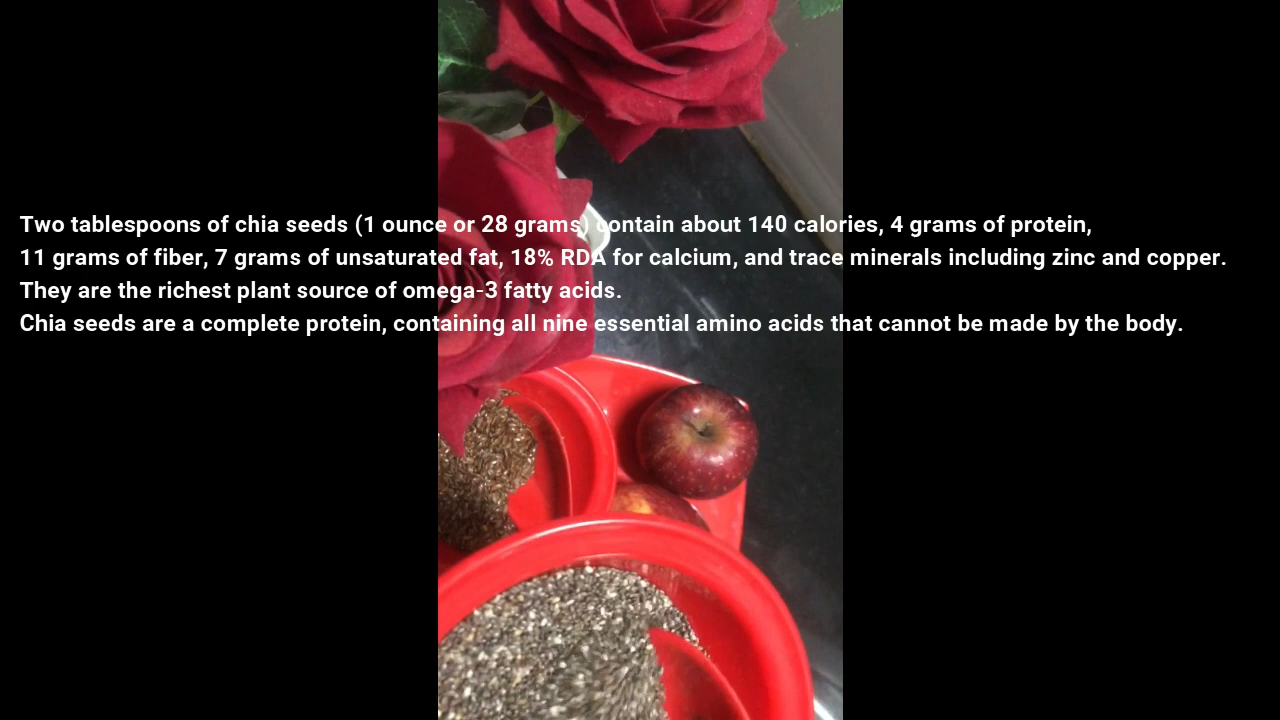 Two tablespoons of chia seeds (1 ounce or 28 grams) contain about 140 calories, 4 grams of protein,
11 grams of fiber, 7 grams of unsaturated fat, 18% RDA for calcium, and trace minerals including zinc and copper.
They are the richest plant source of omega-3 fatty acids.
Chia seeds are a complete protein, containing all nine essential amino acids that cannot be made by the body.